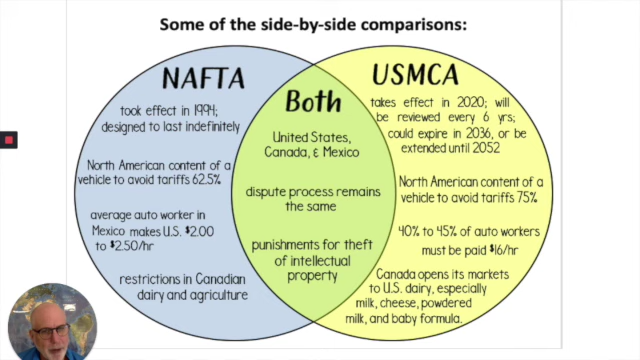 Some of the side-by-side comparisons:
NAFTA
took effect in 1994;
designed to last indefinitely
North American content of a
vehicle to avoid tariffs 62.5%
average auto worker in
Mexico makes U.S. $2.00
to $2.50/hr
restrictions in Canadian
dairy and agriculture
Both
United States,
Canada, & Mexico
dispute process remains
the same
punishments for theft
of intellectual
property
USMCA
takes effect in 2020; will
be reviewed every 6 yrs;
could expire in 2036, or be
extended until 2052
North American content of a
vehicle to avoid tariffs 75%
40% to 45% of auto workers
must be paid $16/hr
Canada opens its markets
to U.S. dairy, especially
milk, cheese, powdered
milk, and baby formula.